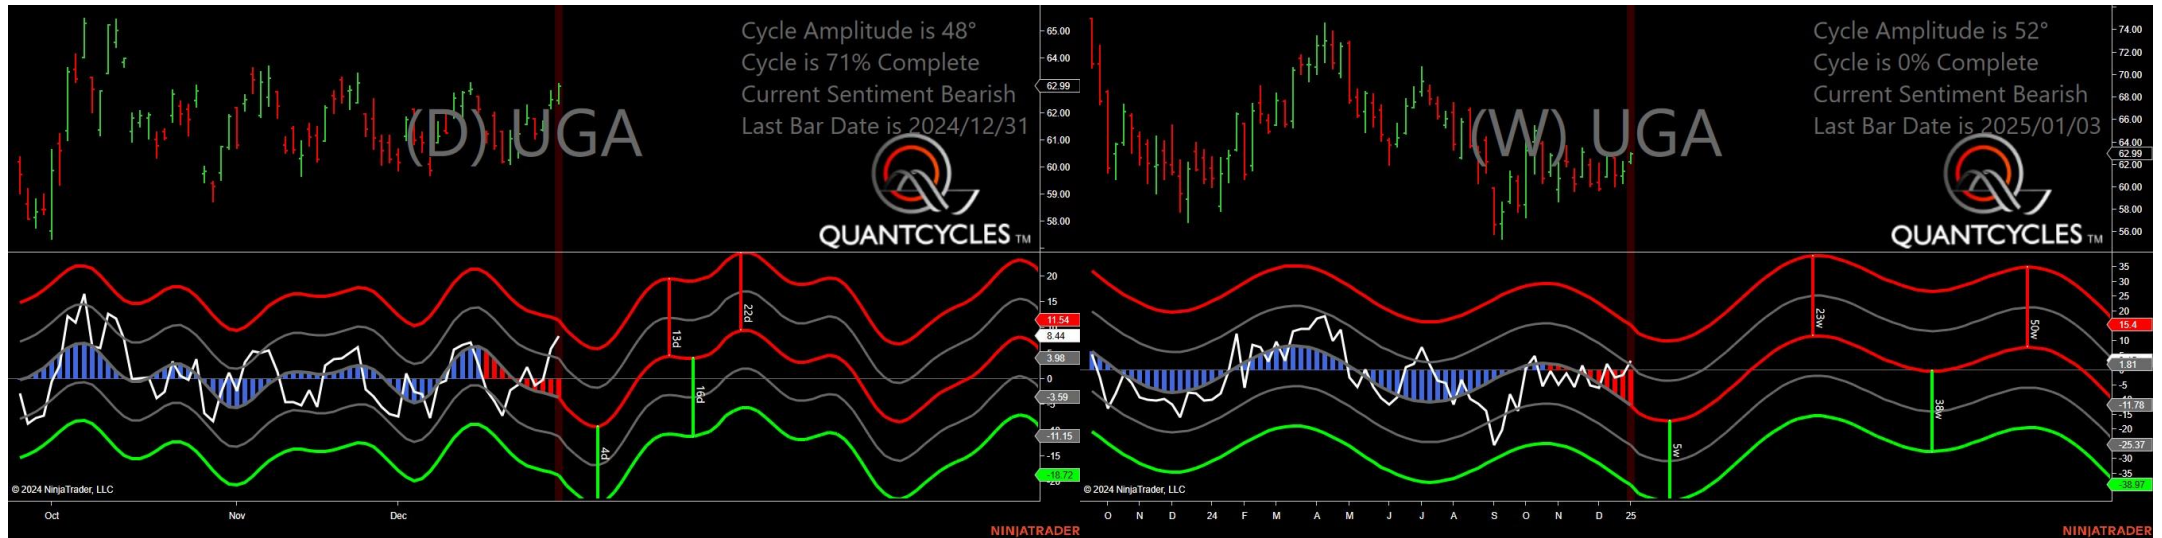 Cycle Amplitude is 48°
Cycle is 71% Complete
Current Sentiment Bearish
Last Bar Date is 2024/12/31
(D) UGA
QUANTCYCLES TM
65.00
64.00
62.99
62.00
61.00
60.00
59.00
58.00
20
15
11.54
8.44
3.98
0
-3.59
-11.15
-15
-18.72
13d
22d
16d
4d
© 2024 NinjaTrader, LLC
Oct Nov Dec
NINJATRADER
Cycle Amplitude is 52°
Cycle is 0% Complete
Current Sentiment Bearish
Last Bar Date is 2025/01/03
(W) UGA
QUANTCYCLES TM
74.00
72.00
70.00
68.00
66.00
64.00
62.99
62.00
60.00
58.00
56.00
35
30
25
20
15.4
10
1.81
-5
-11.78
-15
-20
-25.37
-30
-35
-38.97
23w
50w
38w
5w
© 2024 NinjaTrader, LLC
O N D 24 F M A M J J A S O N D 25
NINJATRADER